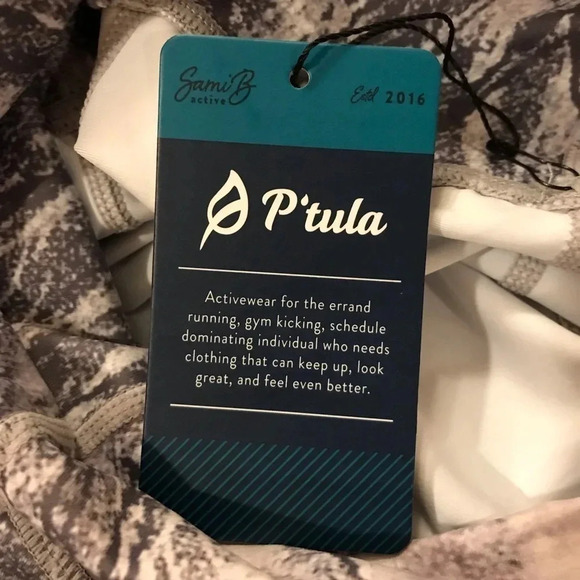 Sami B
active
Estd 2016
P'tula
Activewear for the errand
running, gym kicking, schedule
dominating individual who needs
clothing that can keep up, look
great, and feel even better.